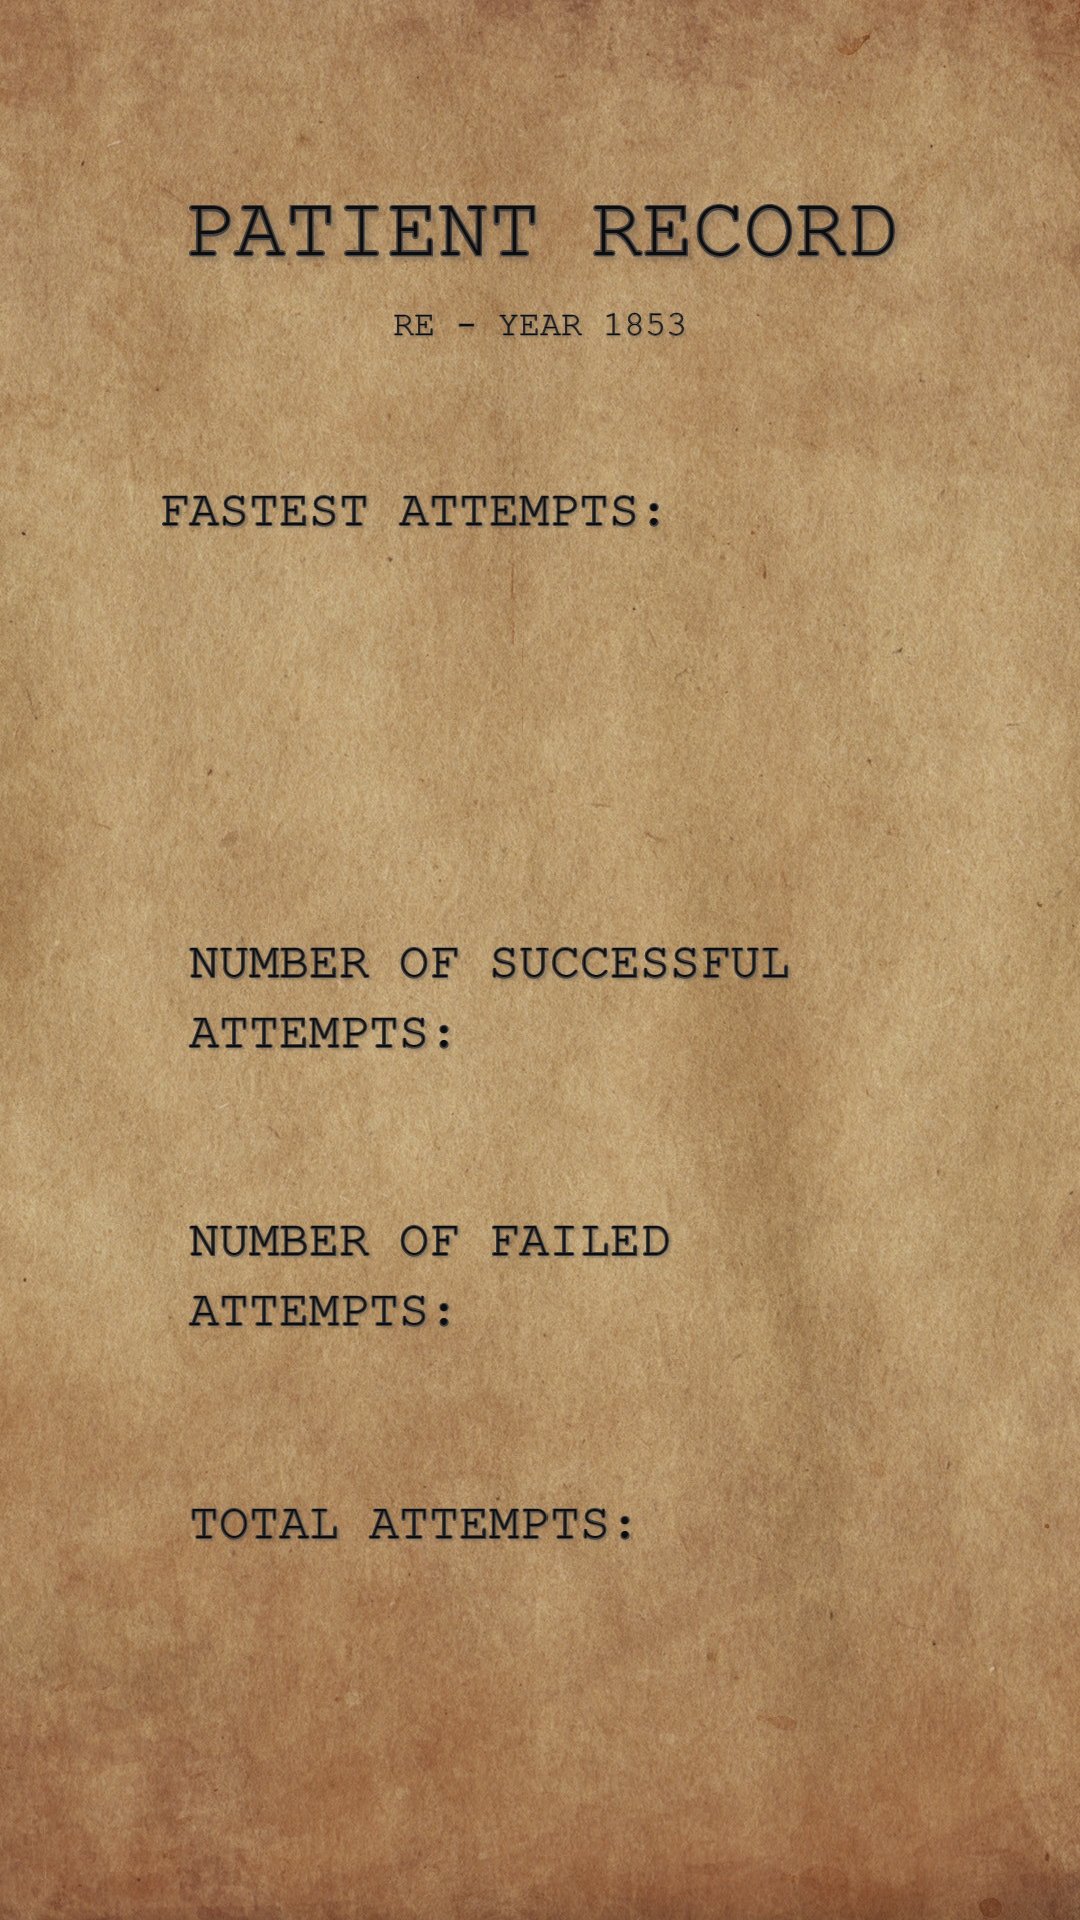 PATIENT RECORD
RE - YEAR 1853
FASTEST ATTEMPTS:
NUMBER OF SUCCESSFUL
ATTEMPTS:
NUMBER OF FAILED
ATTEMPTS:
TOTAL ATTEMPTS: